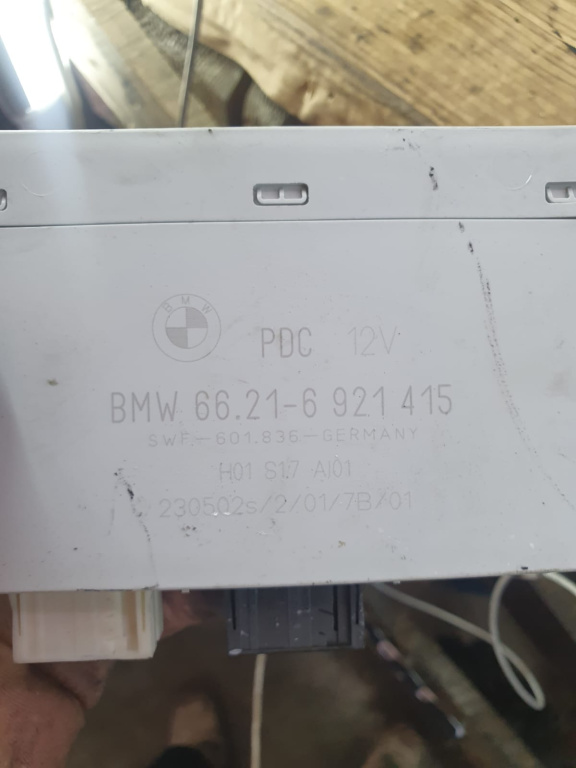 BMW
PDC 12V
BMW 66.21-6 921 415
SWF.-601.836-GERMANY
H01 S17 AI01
230502s/2/01/7B/01